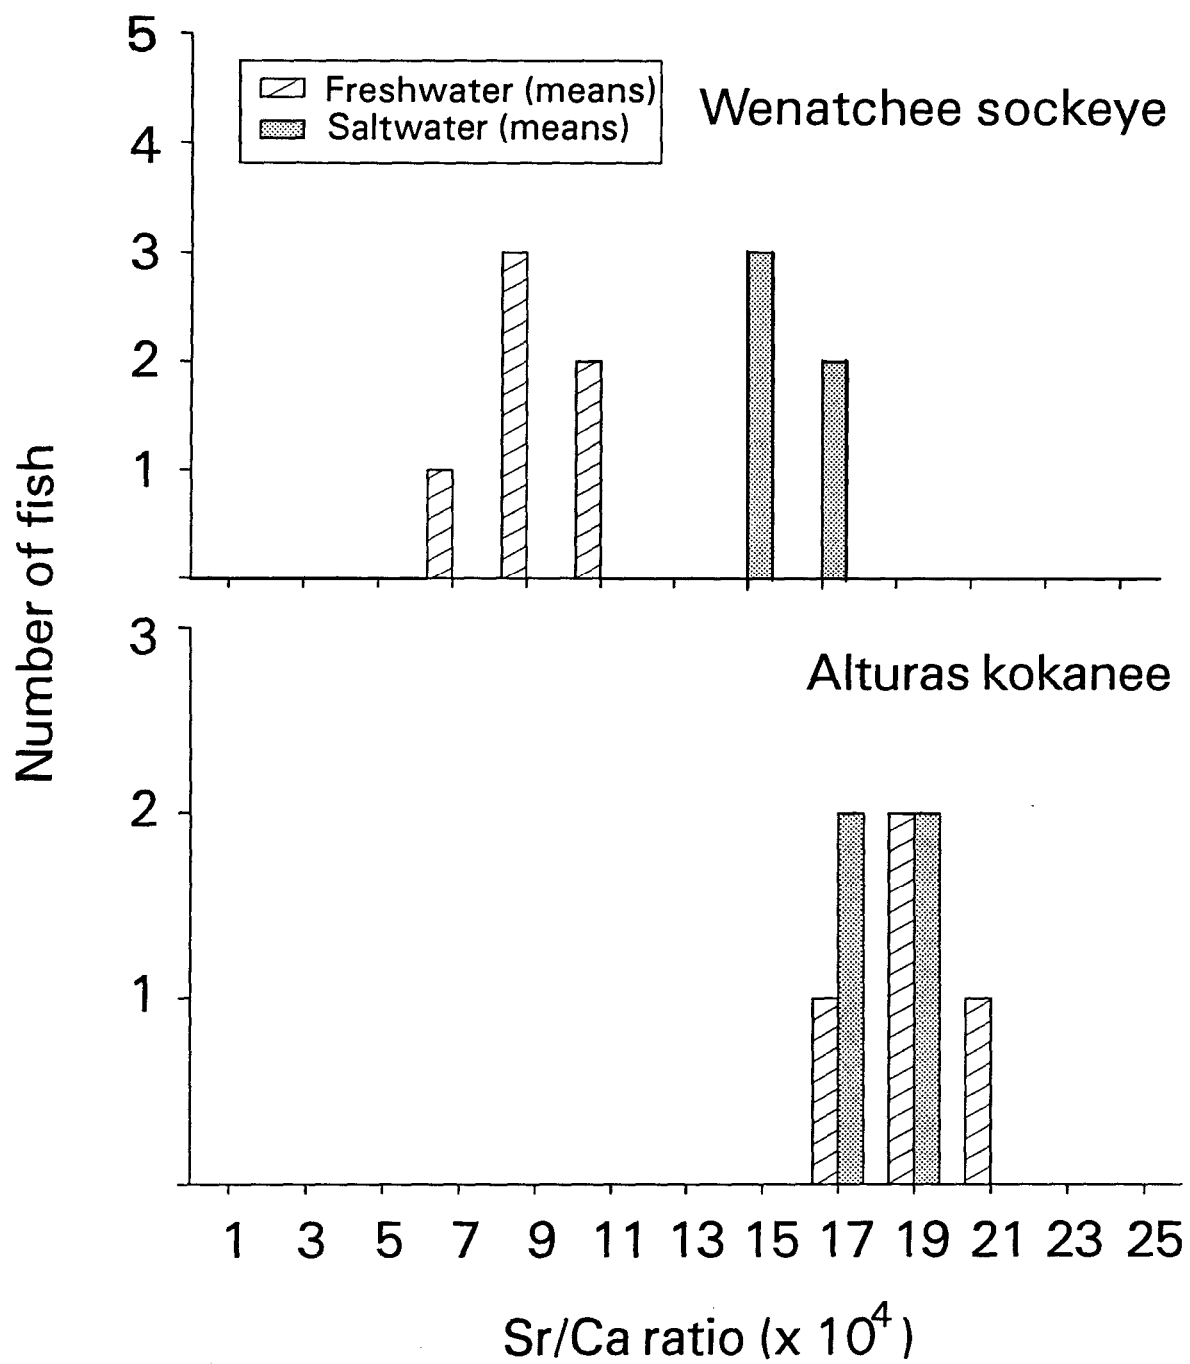 5
Freshwater (means)
Saltwater (means)
Wenatchee sockeye
4
3
2
1
Number of fish
3
Alturas kokanee
2
1
1 3 5 7 9 11 13 15 17 19 21 23 25
Sr/Ca ratio (x 10⁴)